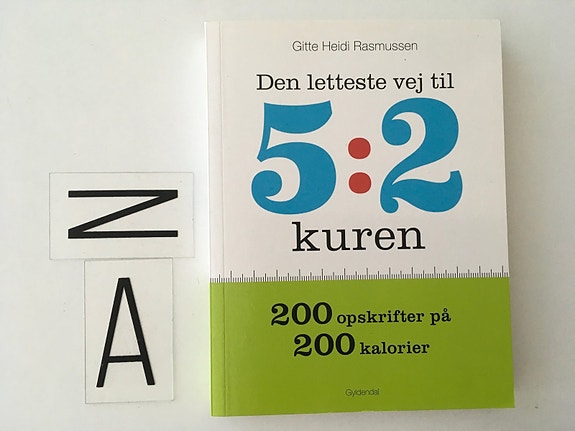 Gitte Heidi Rasmussen
Den letteste vej til
5:2
kuren
200 opskrifter på
200 kalorier
Gyldendal
N
A